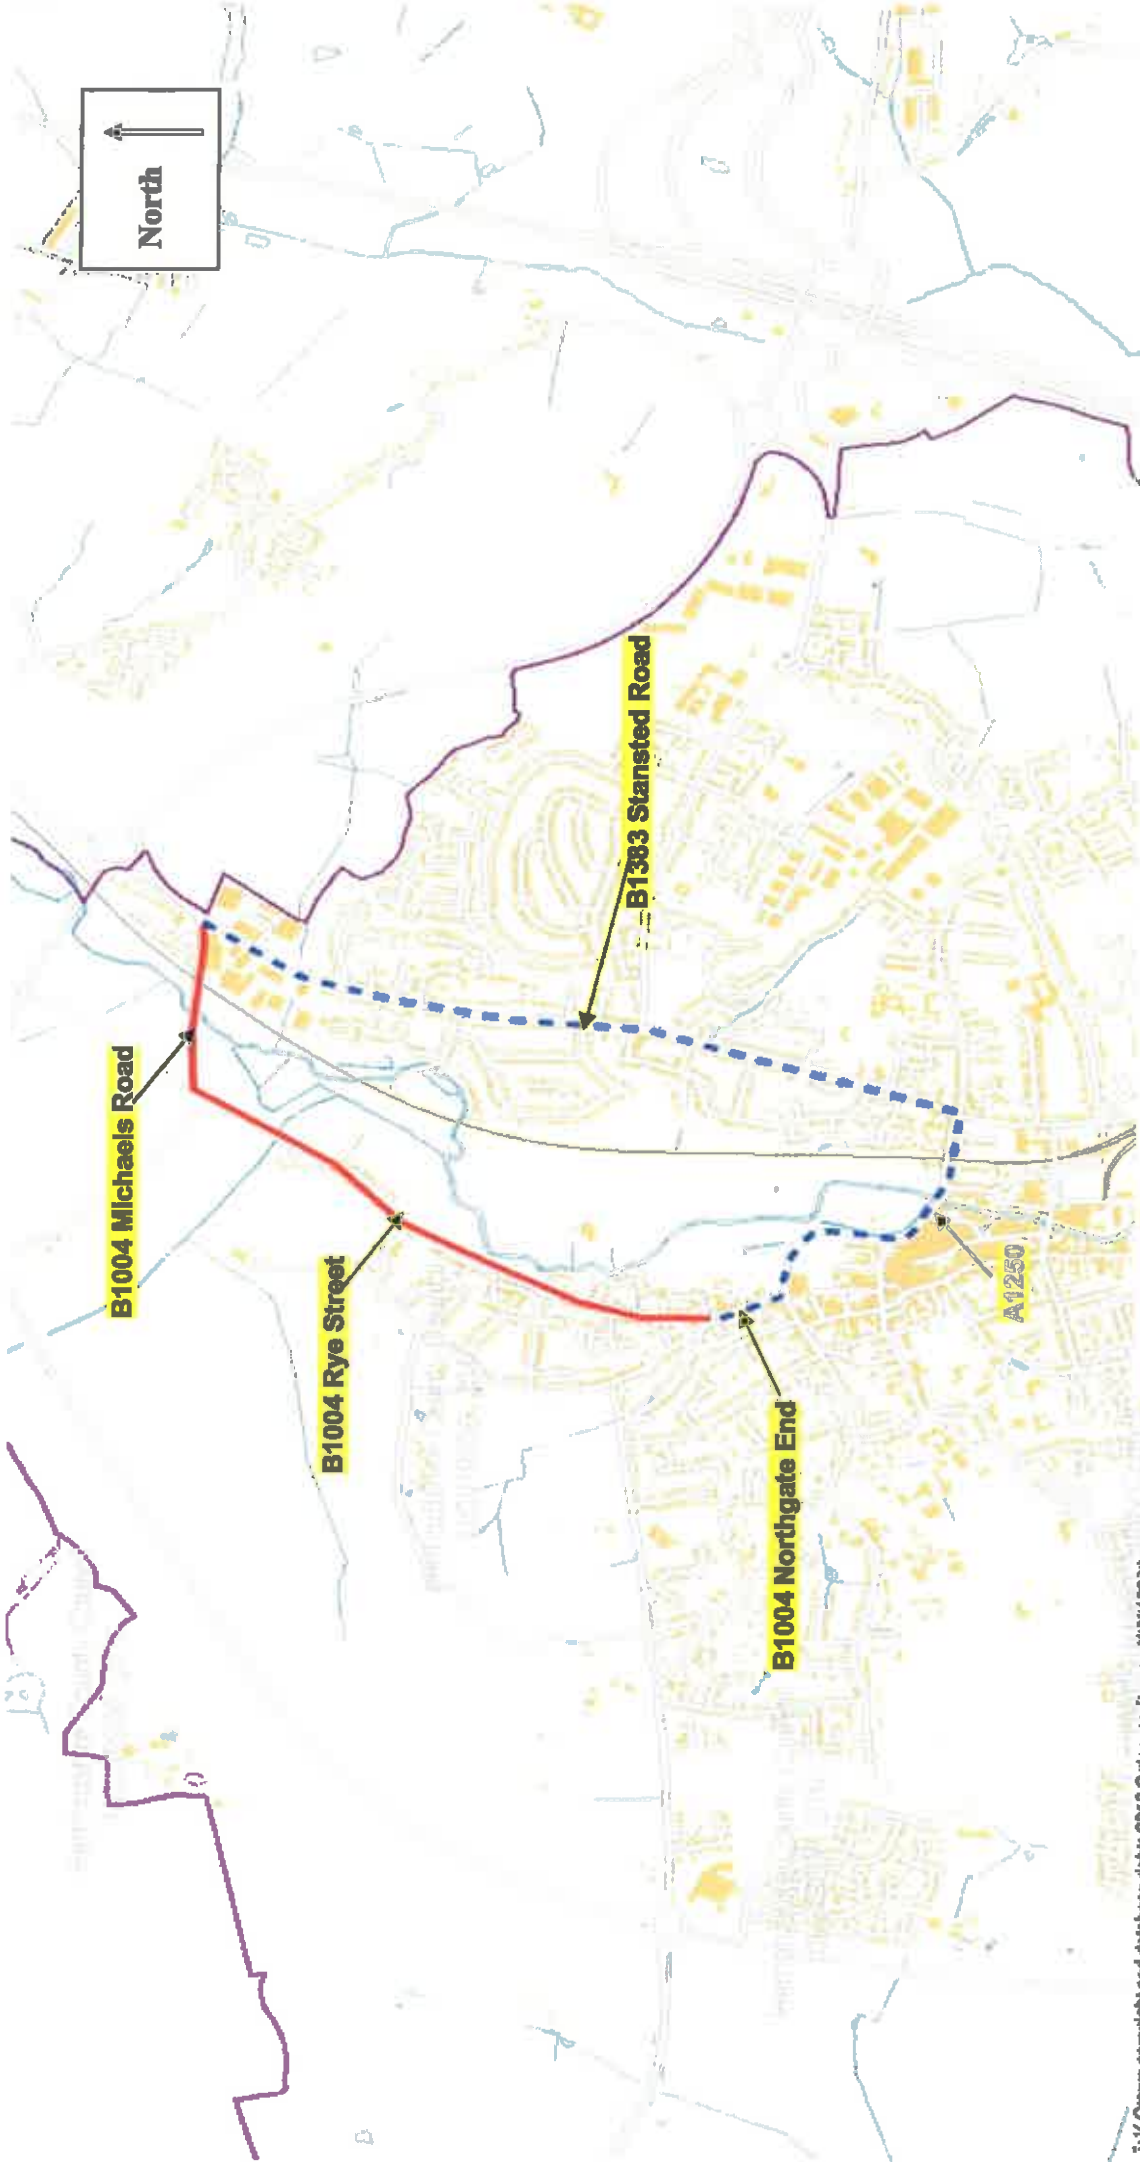 North
B1004 Michaels Road
B1004 Rye Street
B1383 Stansted Road
B1004 Northgate End
A1250